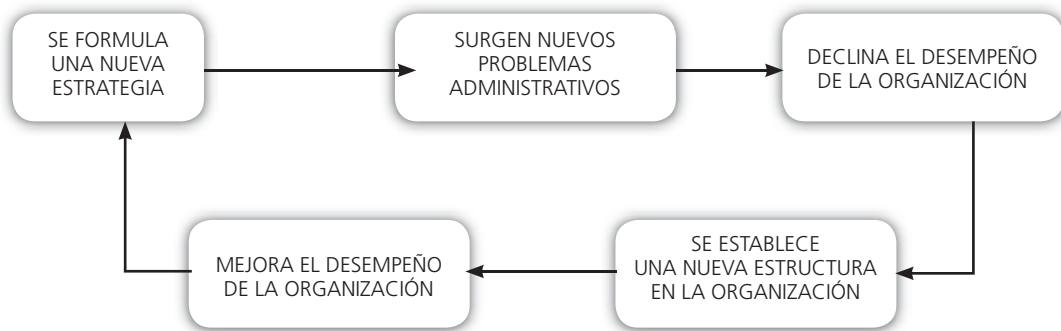 SE FORMULA
UNA NUEVA
ESTRATEGIA
SURGEN NUEVOS
PROBLEMAS
ADMINISTRATIVOS
DECLINA EL DESEMPEÑO
DE LA ORGANIZACIÓN
SE ESTABLECE
UNA NUEVA ESTRUCTURA
EN LA ORGANIZACIÓN
MEJORA EL DESEMPEÑO
DE LA ORGANIZACIÓN